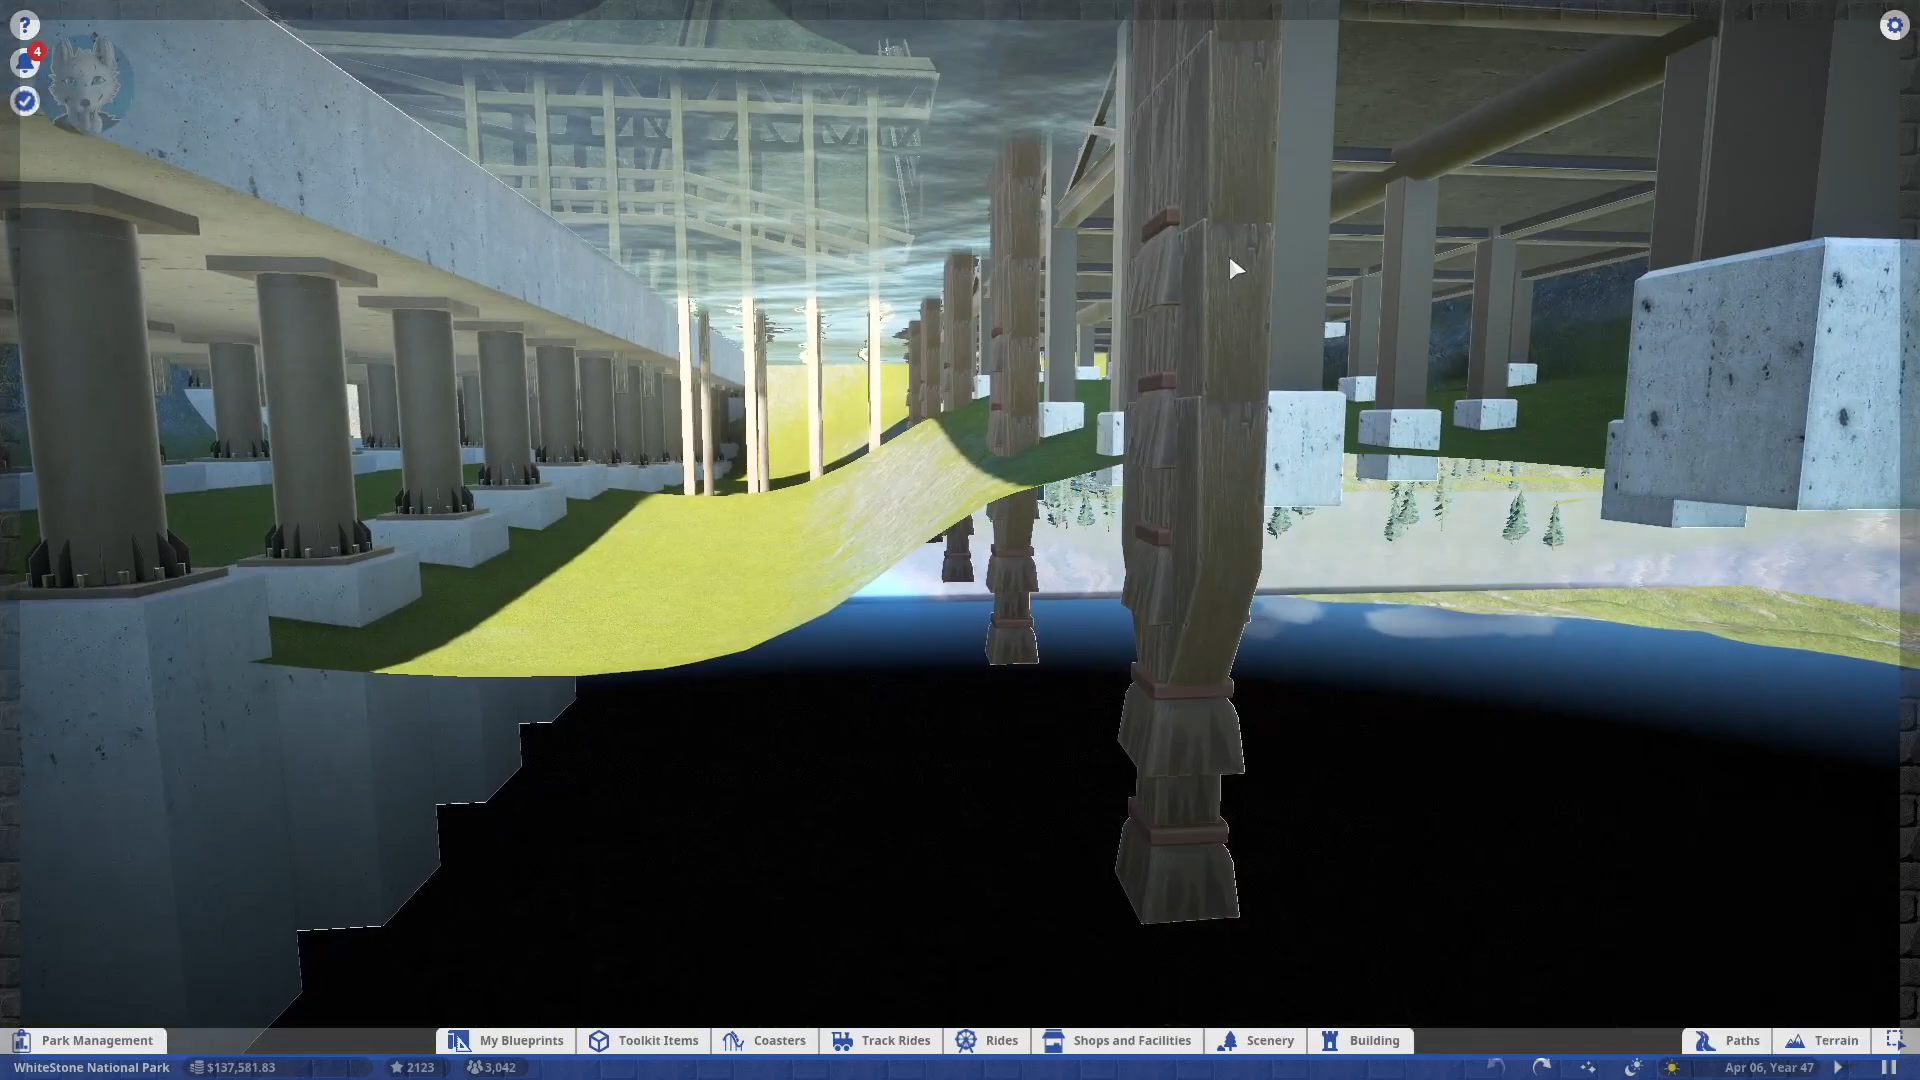 ?
4
Park Management
My Blueprints
Toolkit Items
Coasters
Track Rides
Rides
Shops and Facilities
Scenery
Building
Paths
Terrain
WhiteStone National Park
$137,581.83
2123
3,042
Apr 06, Year 47